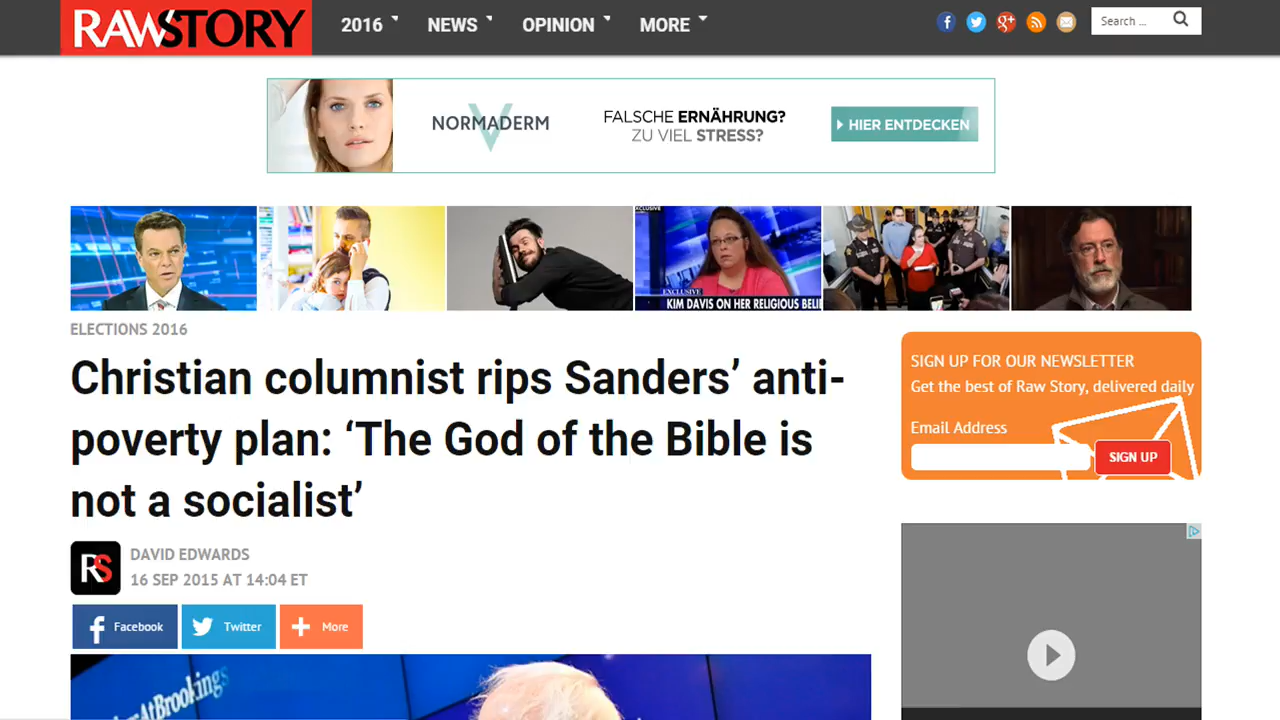 RAWSTORY
2016
NEWS
OPINION
MORE
Search ...
NORMADERM
FALSCHE ERNÄHRUNG?
ZU VIEL STRESS?
HIER ENTDECKEN
EXCLUSIVE
KIM DAVIS ON HER RELIGIOUS BELI
ELECTIONS 2016
Christian columnist rips Sanders’ anti-
poverty plan: ‘The God of the Bible is
not a socialist’
RS
DAVID EDWARDS
16 SEP 2015 AT 14:04 ET
Facebook
Twitter
More
SIGN UP FOR OUR NEWSLETTER
Get the best of Raw Story, delivered daily
Email Address
SIGN UP
AtBrookings